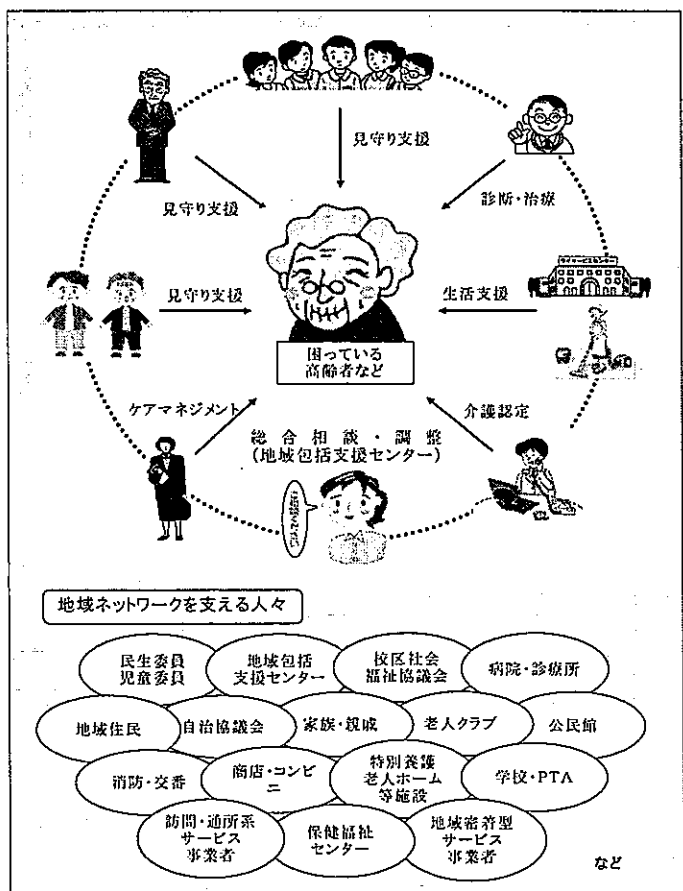 見守り支援
見守り支援
診断・治療
見守り支援
生活支援
困っている
高齢者など
ケアマネジメント
介護認定
総合相談・調整
(地域包括支援センター)
地域ネットワークを支える人々
民生委員
児童委員
地域包括
支援センター
校区社会
福祉協議会
病院・診療所
地域住民
自治協議会
家族・親戚
老人クラブ
公民館
消防・交番
商店・コンビ
ニ
特別養護
老人ホーム
等施設
学校・PTA
訪問・通所系
サービス
事業者
保健福祉
センター
地域密着型
サービス
事業者
など